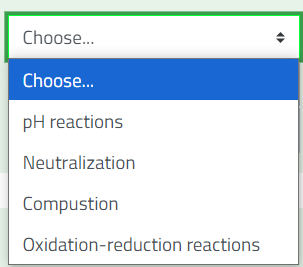 Choose...
Choose...
pH reactions
Neutralization
Compustion
Oxidation-reduction reactions